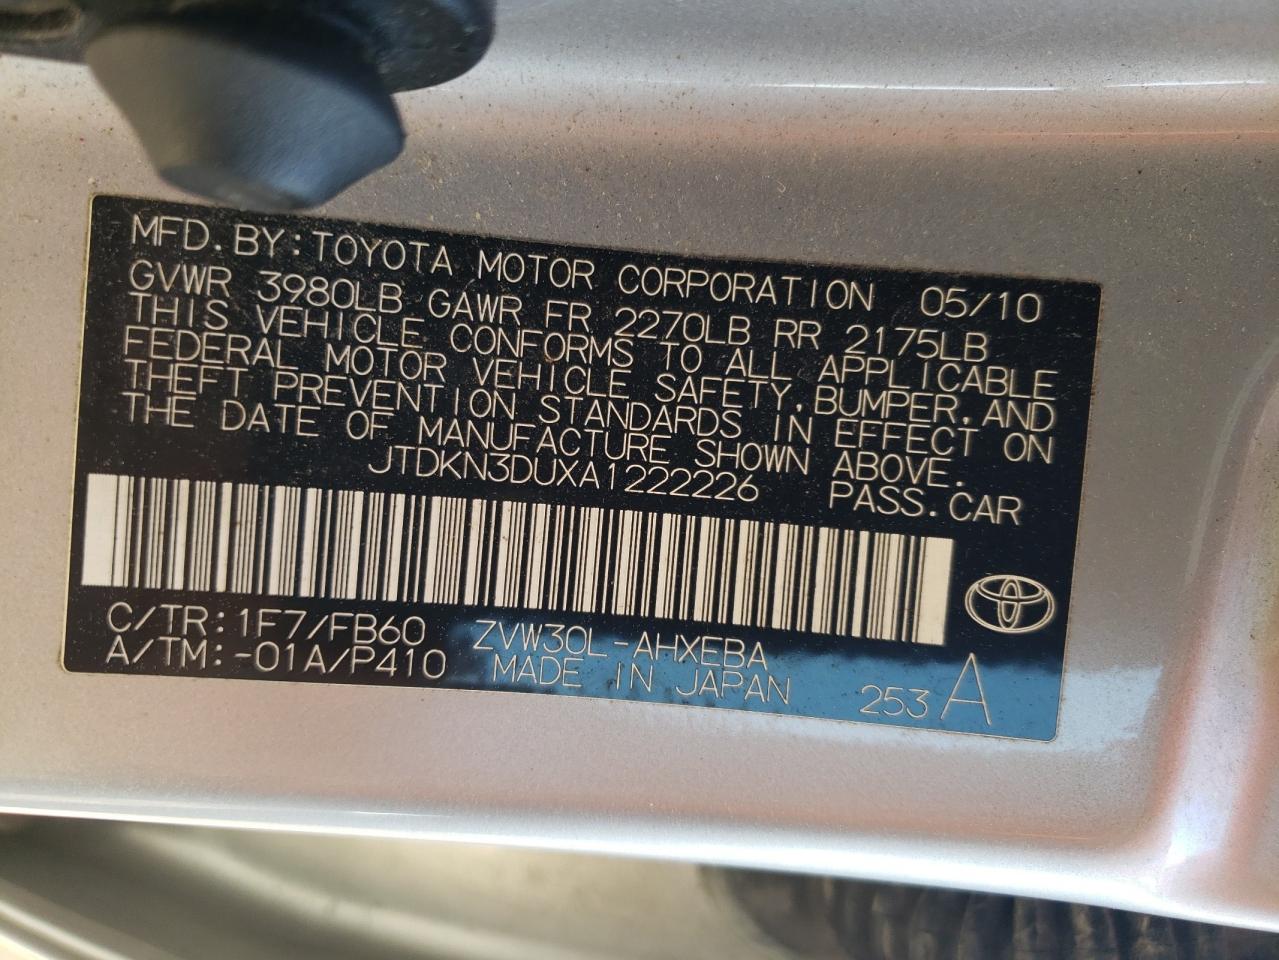 MFD. BY: TOYOTA MOTOR CORPORATION 05/10
GVWR 3980LB GAWR FR 2270LB RR 2175LB
THIS VEHICLE CONFORMS TO ALL APPLICABLE
FEDERAL MOTOR VEHICLE SAFETY, BUMPER, AND
THEFT PREVENTION STANDARDS IN EFFECT ON
THE DATE OF MANUFACTURE SHOWN ABOVE.
JTDKN3DUXA1222226 PASS. CAR
C/TR: 1F7/FB60 ZVW30L-AHXEBA
A/TM: -01A/P410 MADE IN JAPAN 253 A